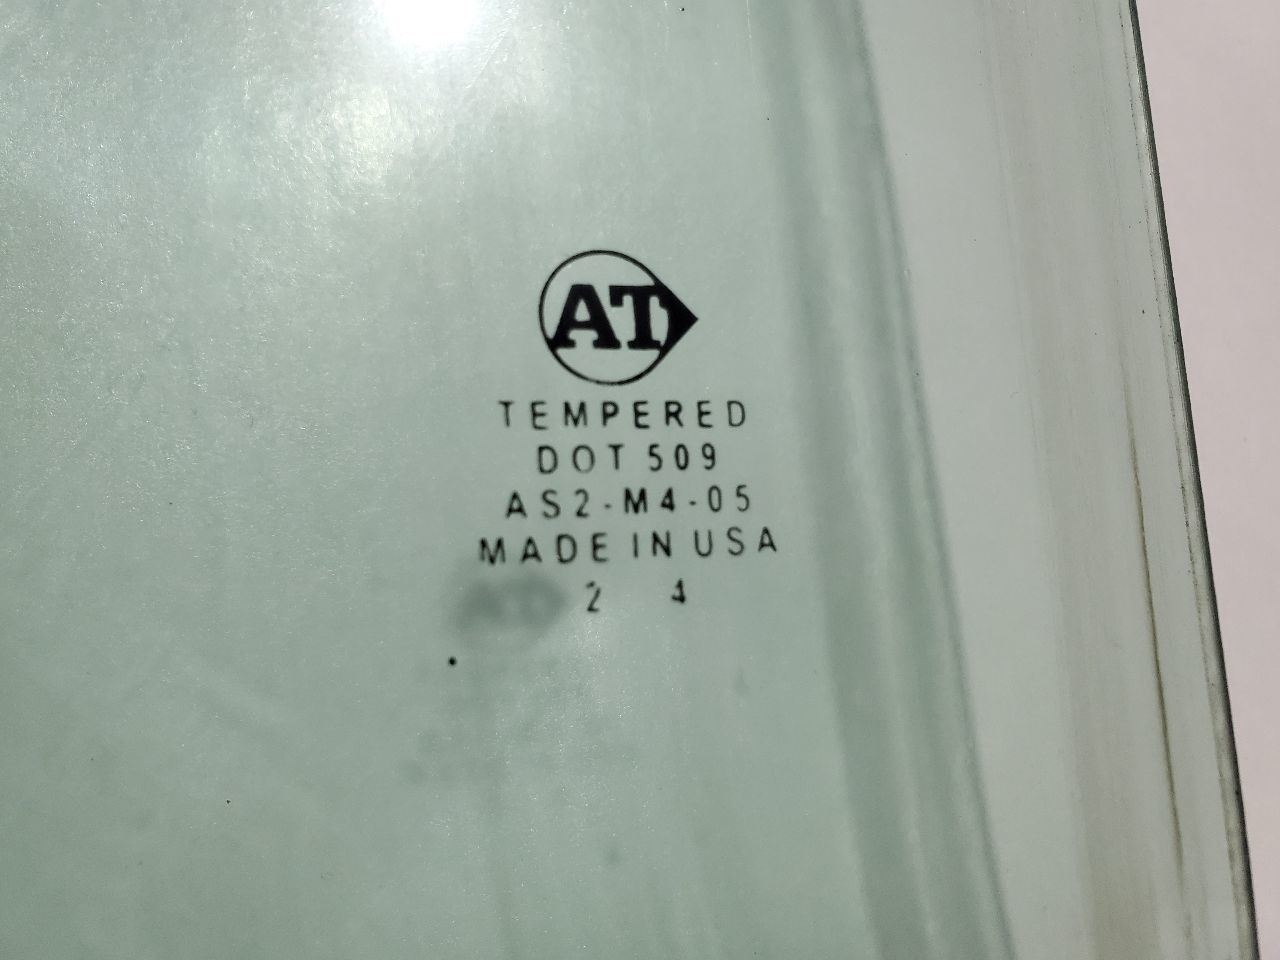 AT
TEMPERED
DOT 509
AS2-M4-05
MADE IN USA
2 4